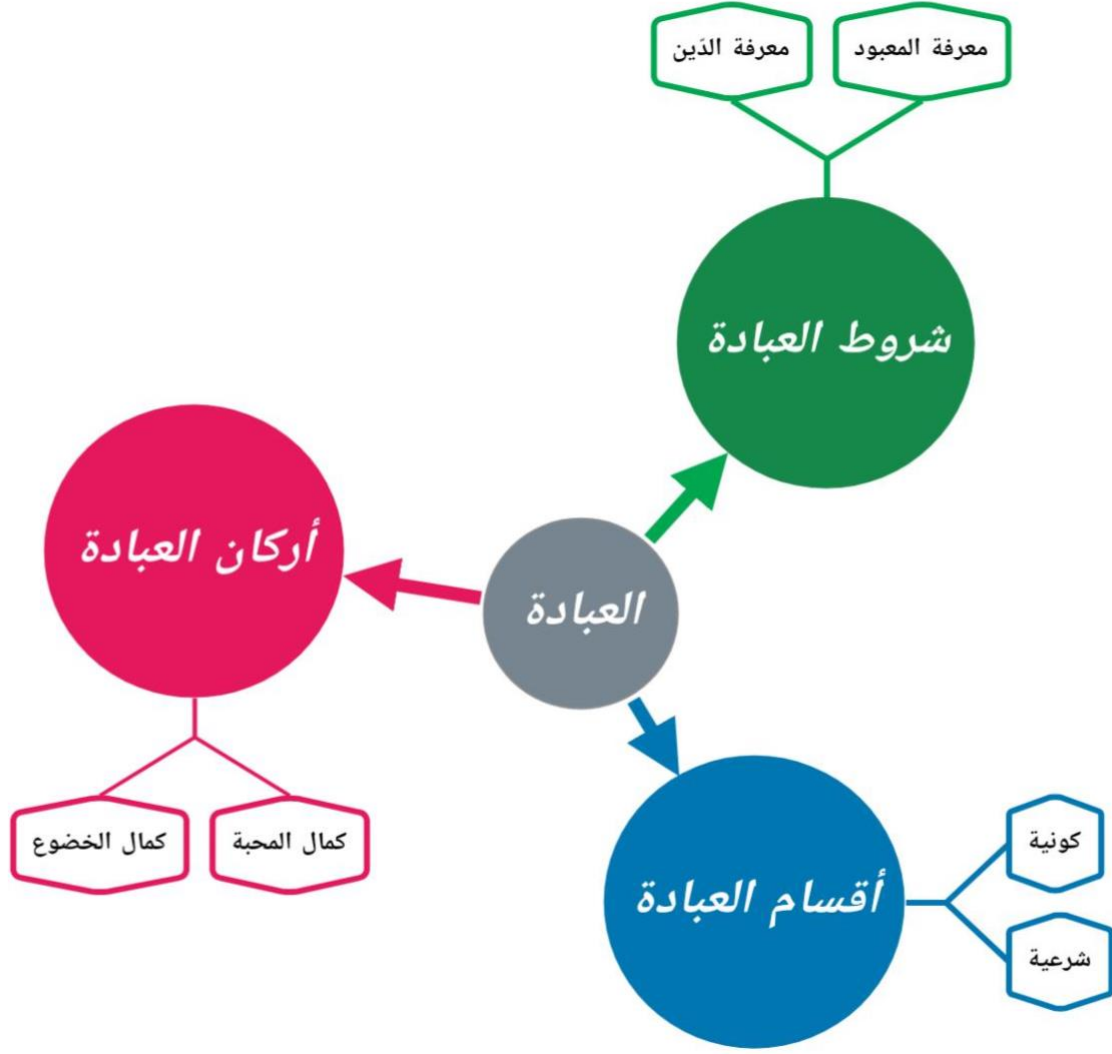 معرفة المعبود
معرفة الدّين
شروط العبادة
أركان العبادة
العبادة
كمال المحبة
كمال الخضوع
أقسام العبادة
كونية
شرعية